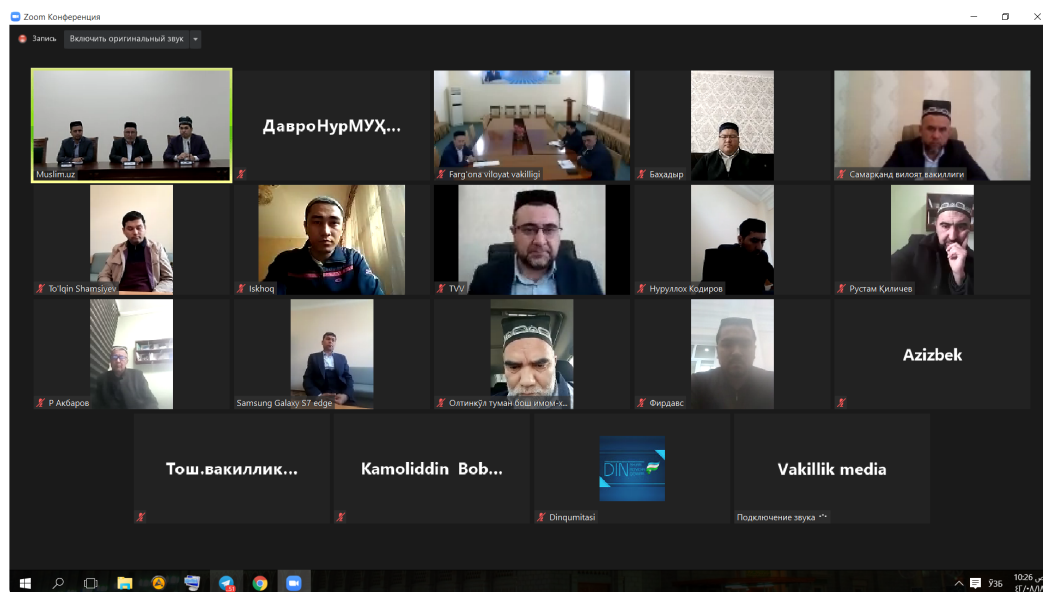 Zoom Конференция
Запись
Включить оригинальный звук
Muslim.uz
ДавроНурМУҲ...
Farg'ona viloyat vakilligi
Бахадыр
Самарқанд вилоят вакиллиги
To'lqin Shamsiyev
Iskhoq
TVV
Нуруллох Қодиров
Рустам Қиличев
Р Акбаров
Samsung Galaxy S7 edge
Олтинкўл туман бош имом-х...
Фирдавс
Azizbek
Тош.вакиллик...
Kamoliddin Bob...
DIN
Dinqumitasi
Vakillik media
Подключение звука
ЎЗБ
10:26